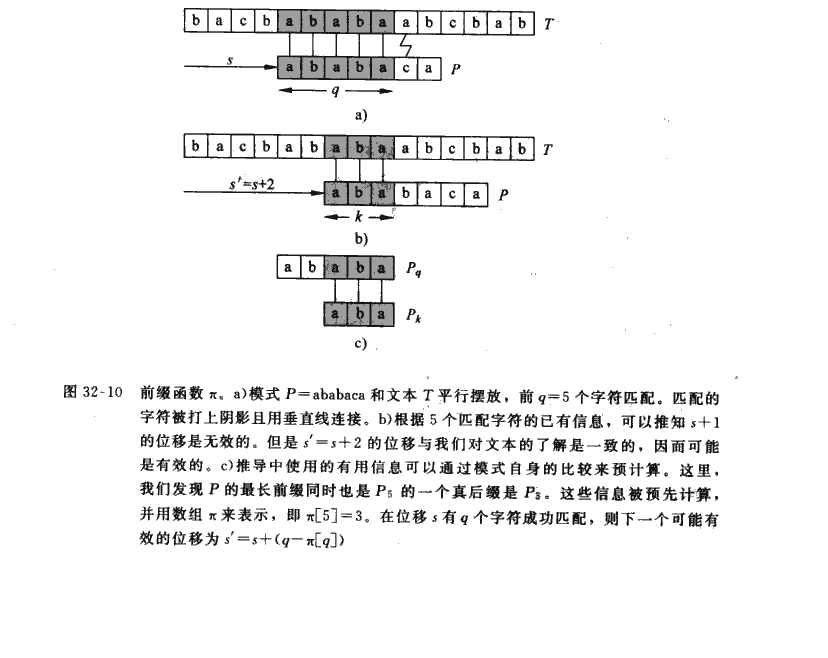 b a c b a b a b a a b c b a b T
s a b a b a c a P
q
a)
b a c b a b a b a a b c b a b T
s′=s+2 a b a b a c a P
k
b)
a b a b a Pq
a b a Pk
c)
图 32-10 前缀函数 π。a)模式 P=ababaca 和文本 T 平行摆放，前 q=5 个字符匹配。匹配的
字符被打上阴影且用垂直线连接。b)根据 5 个匹配字符的已有信息，可以推知 s+1
的位移是无效的。但是 s′=s+2 的位移与我们对文本的了解是一致的，因而可能
是有效的。c)推导中使用的有用信息可以通过模式自身的比较来预计算。这里，
我们发现 P 的最长前缀同时也是 P5 的一个真后缀是 P3。这些信息被预先计算，
并用数组 π 来表示，即 π[5]=3。在位移 s 有 q 个字符成功匹配，则下一个可能有
效的位移为 s′=s+(q-π[q])